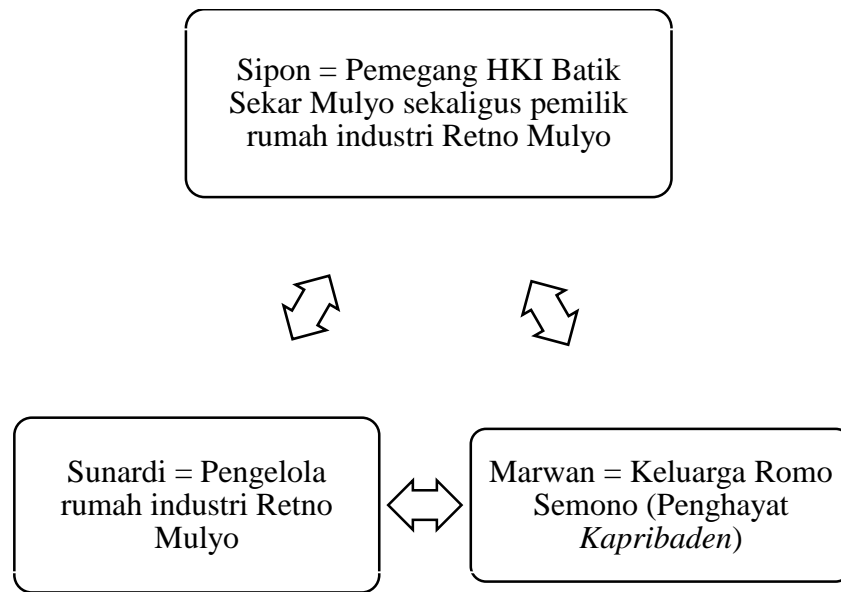 Sipon = Pemegang HKI Batik
Sekar Mulyo sekaligus pemilik
rumah industri Retno Mulyo
Sunardi = Pengelola
rumah industri Retno
Mulyo
Marwan = Keluarga Romo
Semono (Penghayat
Kapribaden)